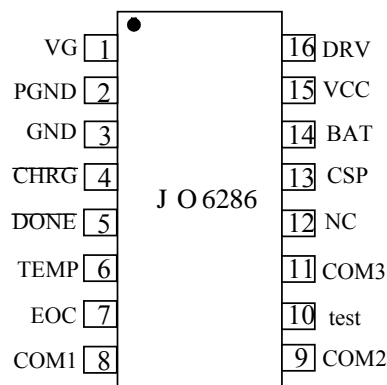 VG 1 16 DRV
PGND 2 15 VCC
GND 3 14 BAT
CHRG 4 13 CSP
JO6286
DONE 5 12 NC
TEMP 6 11 COM3
EOC 7 10 test
COM1 8 9 COM2